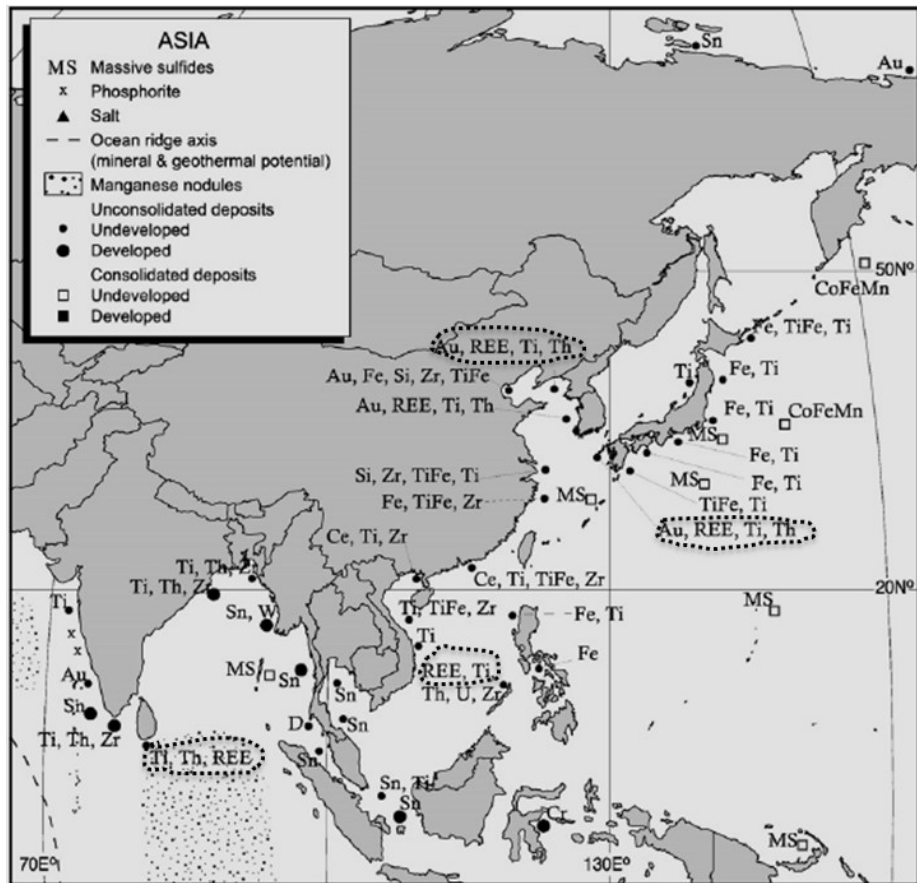 ASIA
MS Massive sulfides
x Phosphorite
Salt
Ocean ridge axis
(mineral & geothermal potential)
Manganese nodules
Unconsolidated deposits
Undeveloped
Developed
Consolidated deposits
Undeveloped
Developed
Sn
Au
50Nº
CoFeMn
Fe, TiFe, Ti
Au, REE, Ti, Th
Au, Fe, Si, Zr, TiFe
Ti
Fe, Ti
Au, REE, Ti, Th
Fe, Ti
CoFeMn
MS
Fe, Ti
Si, Zr, TiFe, Ti
Fe, Ti
MS
Fe, TiFe, Zr
MS
TiFe, Ti
Au, REE, Ti, Th
Ce, Ti, Zr
Ti, Th, Zr
Ce, Ti, TiFe, Zr
Ti, Th, Zr
20Nº
Ti
Sn, W
Ti, TiFe, Zr
Fe, Ti
MS
Ti
Fe
MS
Sn
REE, Ti,
Th, U, Zr
Au
Sn
Sn
D
Sn
Ti, Th, Zr
Ti, Th, REE
Sn
Sn, Ti
Sn
Cr
MS
70Eº
130Eº